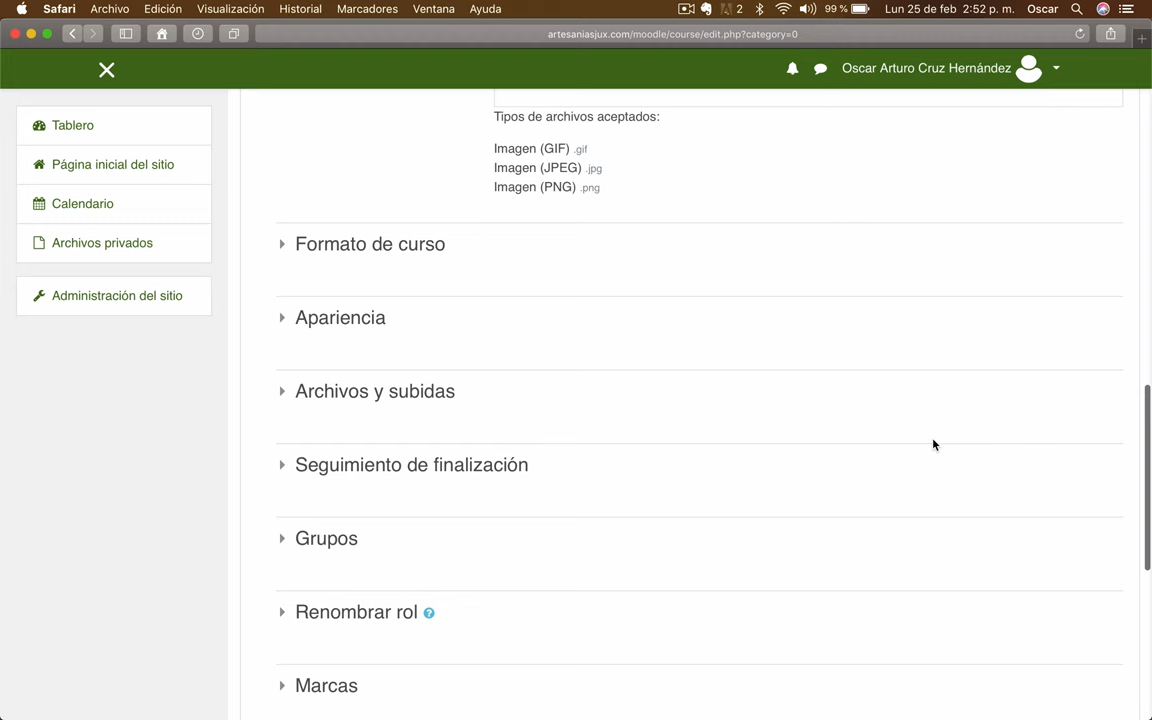 Safari Archivo Edición Visualización Historial Marcadores Ventana Ayuda 2 99 % Lun 25 de feb 2:52 p. m. Oscar
artesaniasjux.com/moodle/course/edit.php?category=0
Oscar Arturo Cruz Hernández
Tablero
Página inicial del sitio
Calendario
Archivos privados
Administración del sitio
Tipos de archivos aceptados:
Imagen (GIF) .gif
Imagen (JPEG) .jpg
Imagen (PNG) .png
Formato de curso
Apariencia
Archivos y subidas
Seguimiento de finalización
Grupos
Renombrar rol ?
Marcas